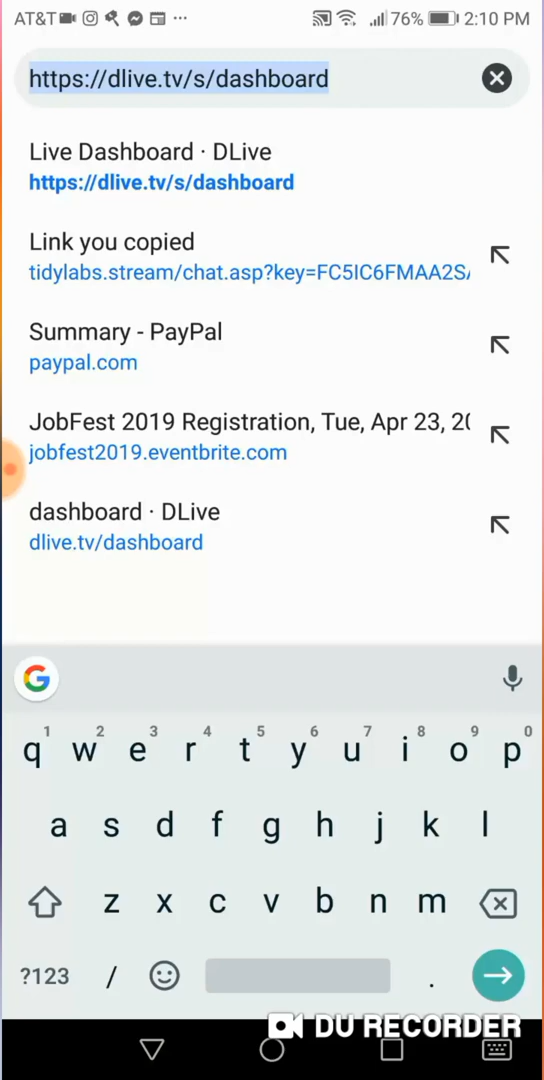 AT&T 76% 2:10 PM
https://dlive.tv/s/dashboard
Live Dashboard · DLive
https://dlive.tv/s/dashboard
Link you copied
tidylabs.stream/chat.asp?key=FC5IC6FMAA2SA
Summary - PayPal
paypal.com
JobFest 2019 Registration, Tue, Apr 23, 20
jobfest2019.eventbrite.com
dashboard · DLive
dlive.tv/dashboard
G
1 2 3 4 5 6 7 8 9 0
q w e r t y u i o p
a s d f g h j k l
z x c v b n m
?123 / .
DU RECORDER